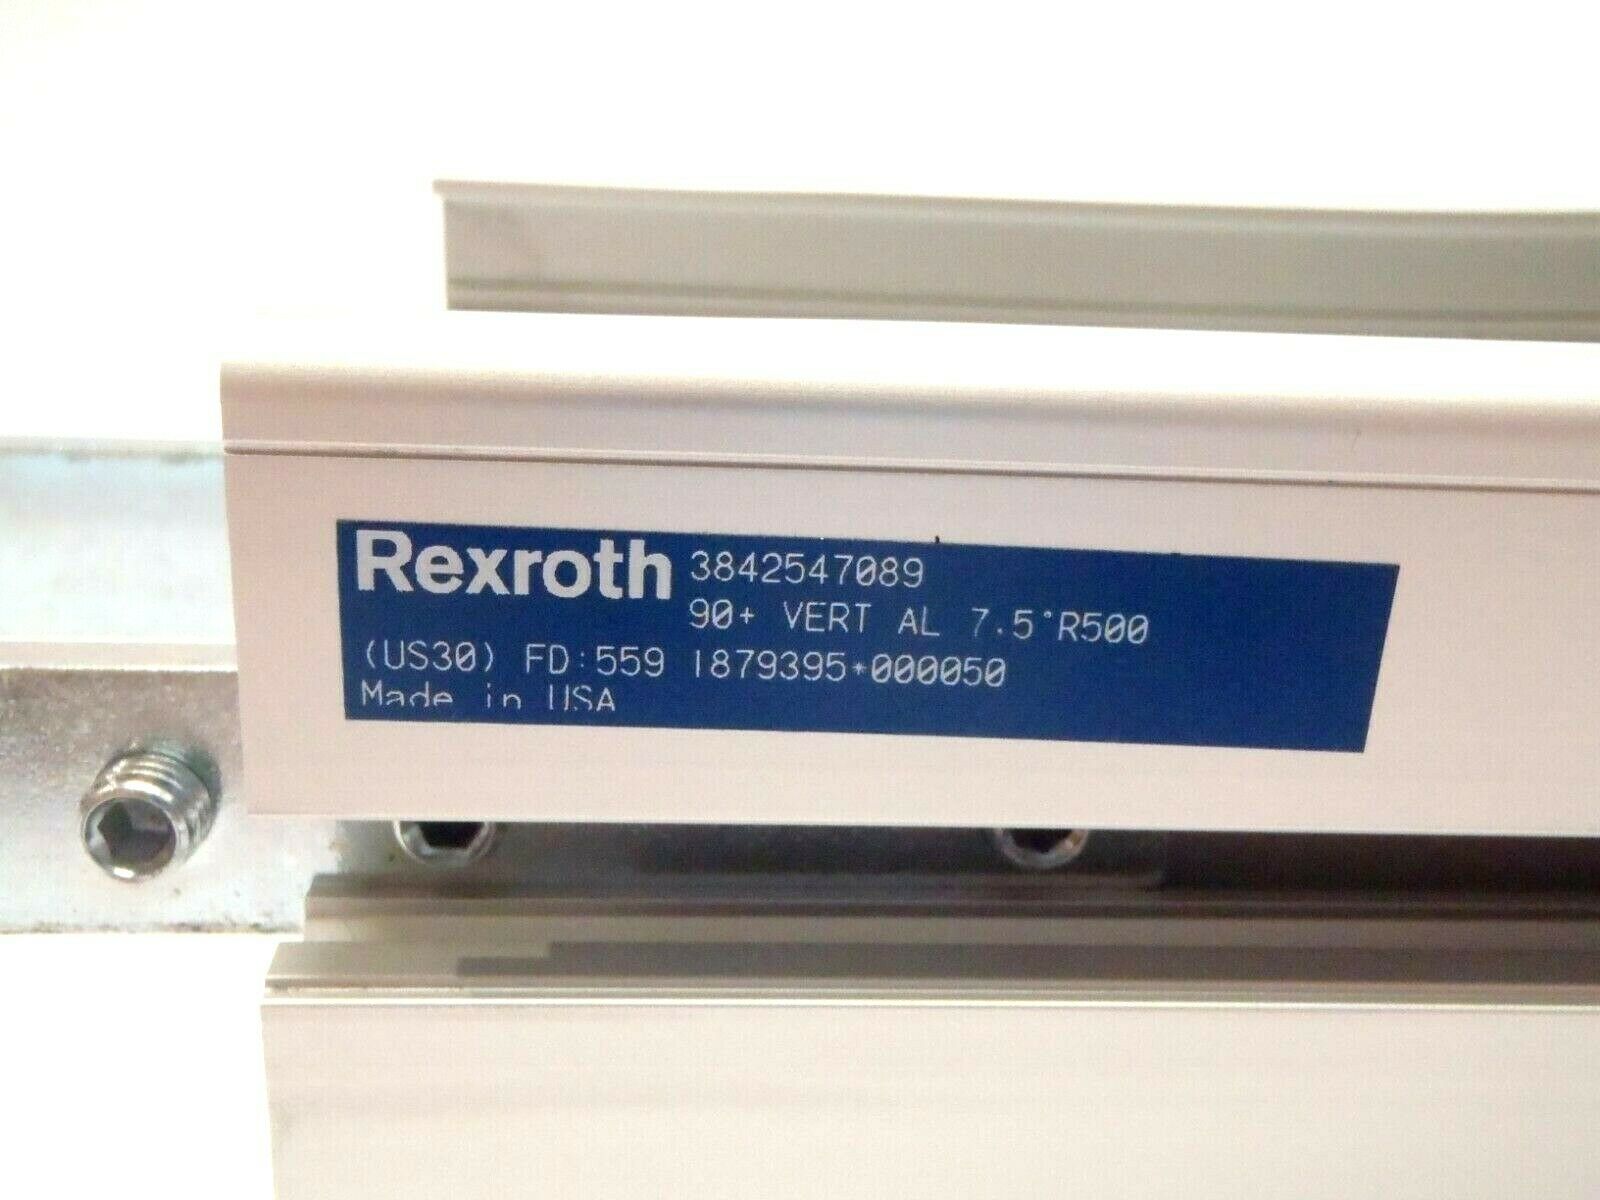 Rexroth 3842547089
90+ VERT AL 7.5°R500
(US30) FD:559 1879395*000050
Made in USA